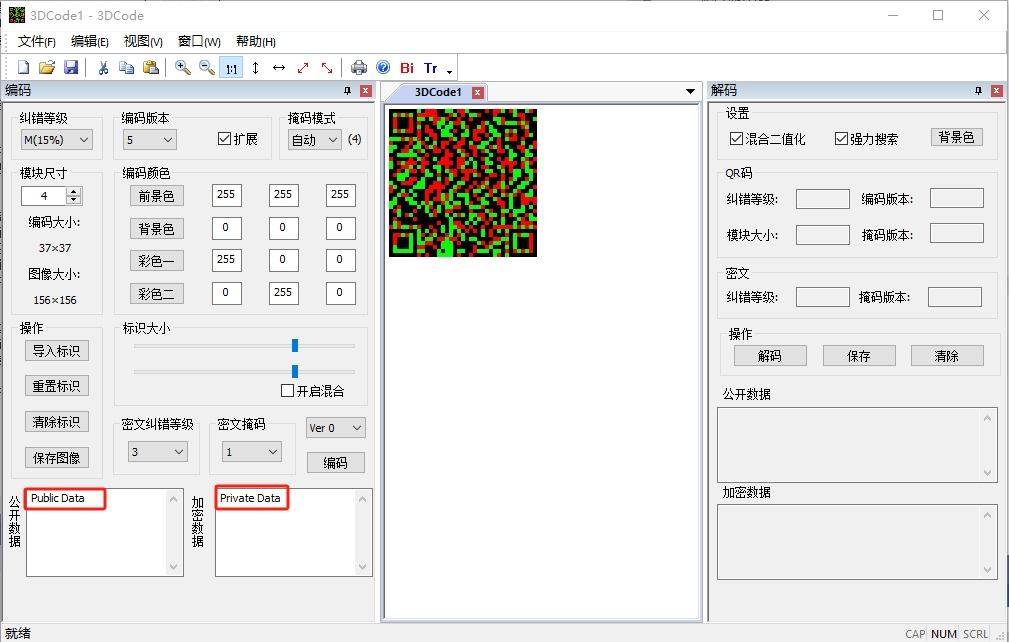 3DCode1 - 3DCode
文件(F) 编辑(E) 视图(V) 窗口(W) 帮助(H)
1:1 Bi Tr
编码
纠错等级
M(15%)
编码版本
5
扩展
掩码模式
自动 (4)
模块尺寸
4
编码大小:
37×37
图像大小:
156×156
编码颜色
前景色 255 255 255
背景色 0 0 0
彩色一 255 0 0
彩色二 0 255 0
操作
导入标识
重置标识
清除标识
保存图像
标识大小
开启混合
密文纠错等级
3
密文掩码
1
Ver 0
编码
公开数据
Public Data
加密数据
Private Data
3DCode1
解码
设置
混合二值化 强力搜索 背景色
QR码
纠错等级: 编码版本:
模块大小: 掩码版本:
密文
纠错等级: 掩码版本:
操作
解码 保存 清除
公开数据
加密数据
就绪
CAP NUM SCRL